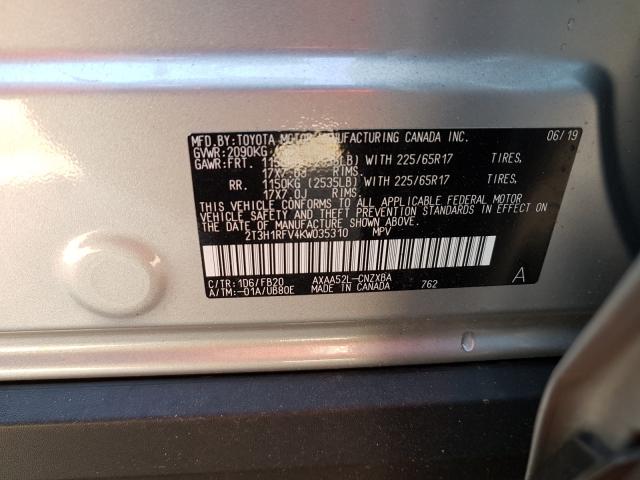 MFD.BY:TOYOTA MOTOR MANUFACTURING CANADA INC. 06/19
GVWR:2090KG
GAWR:FRT. WITH 225/65R17 TIRES,
17X7.0J RIMS.
RR. 1150KG (2535LB) WITH 225/65R17 TIRES,
17X7.0J RIMS.
THIS VEHICLE CONFORMS TO ALL APPLICABLE FEDERAL MOTOR
VEHICLE SAFETY AND THEFT PREVENTION STANDARDS IN EFFECT ON
THE DATE OF MANUFACTURE SHOWN ABOVE.
2T3H1RFV4KW035310 MPV
C/TR:1D6/FB20 AXAA52L-CNZXBA A
A/TM:-01A/UB80E MADE IN CANADA 762